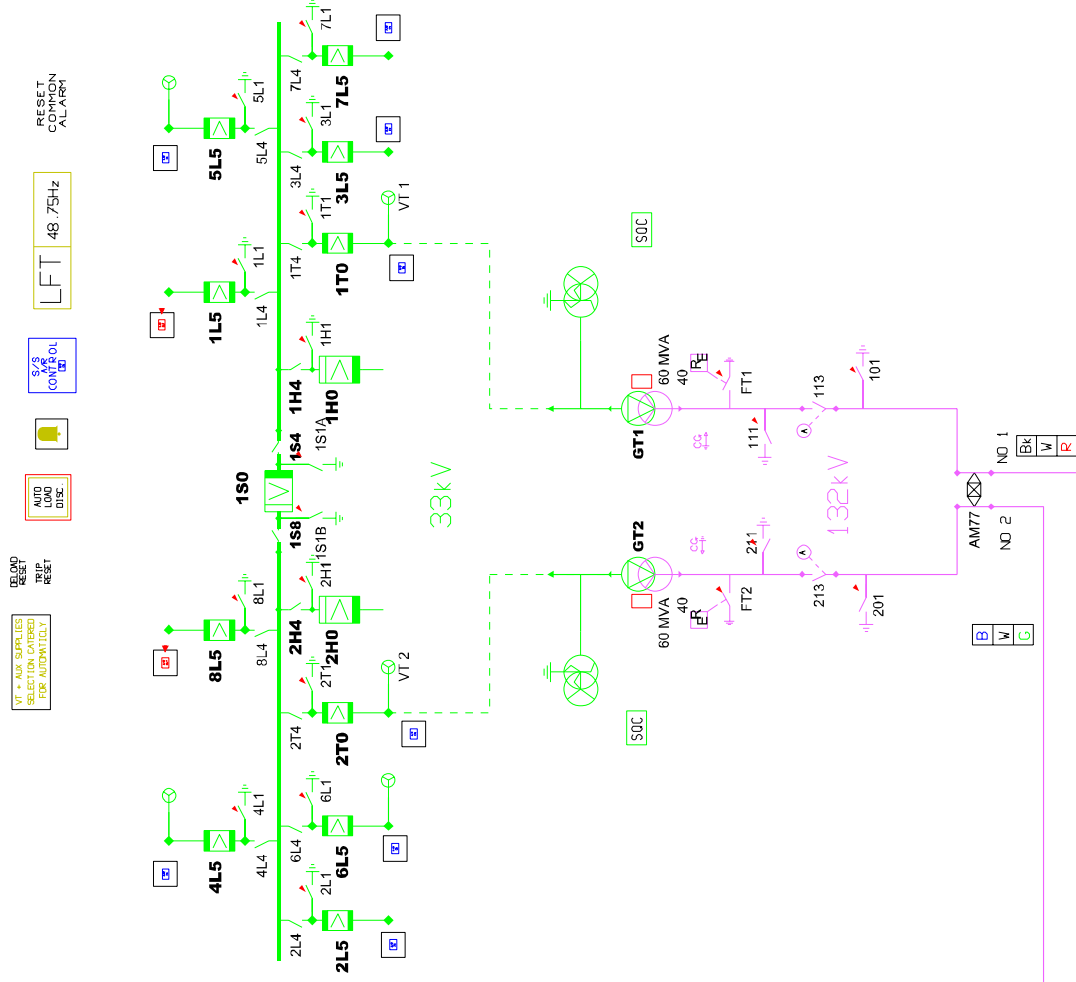 RESET
COMMON
ALARM
LFT
48.75Hz
S/S
A/R
CONTROL
AUTO
LOAD
DISC.
DELOAD
RESET
TRIP
RESET
VT + AUX SUPPLIES
SELECTION CATERED
FOR AUTOMATICLY
7L1
7L4
7L5
5L1
5L4
5L5
3L1
3L4
3L5
1T1
1T4
1T0
VT 1
1L1
1L4
1L5
1H1
1H4
1H0
1S4
1S1A
1S0
1S8
1S1B
33kV
2H1
2H4
2H0
8L1
8L4
8L5
2T1
2T4
2T0
VT 2
4L1
4L4
4L5
6L1
6L4
6L5
2L1
2L4
2L5
SQC
SQC
GT1
60 MVA
40
R
E
FT1
CG
111
113
A
101
132kV
GT2
60 MVA
40
E
R
FT2
CG
211
213
A
201
AM77
NO 1
NO 2
Bk
W
R
B
W
G